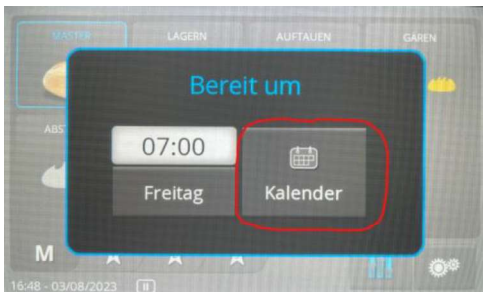 MASTER
LAGERN
AUFTAUEN
GÄREN
Bereit um
07:00
Freitag
Kalender
M
16:48 - 03/08/2023